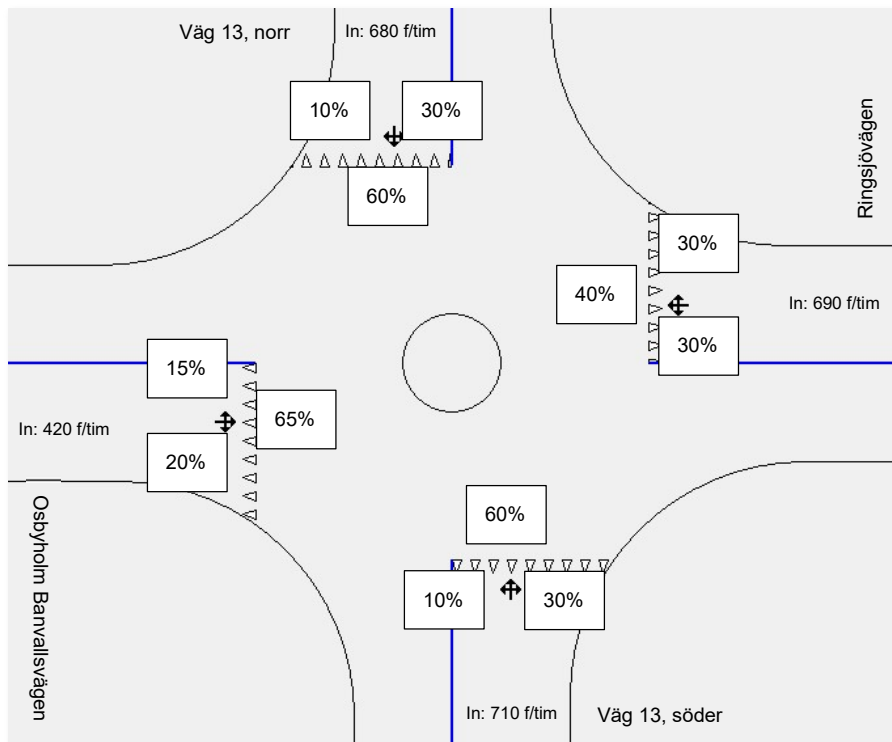 Väg 13, norr
In: 680 f/tim
10%
30%
60%
Ringsjövägen
30%
40%
In: 690 f/tim
30%
15%
65%
In: 420 f/tim
20%
Osbyholm Banvallsvägen
60%
10%
30%
In: 710 f/tim
Väg 13, söder